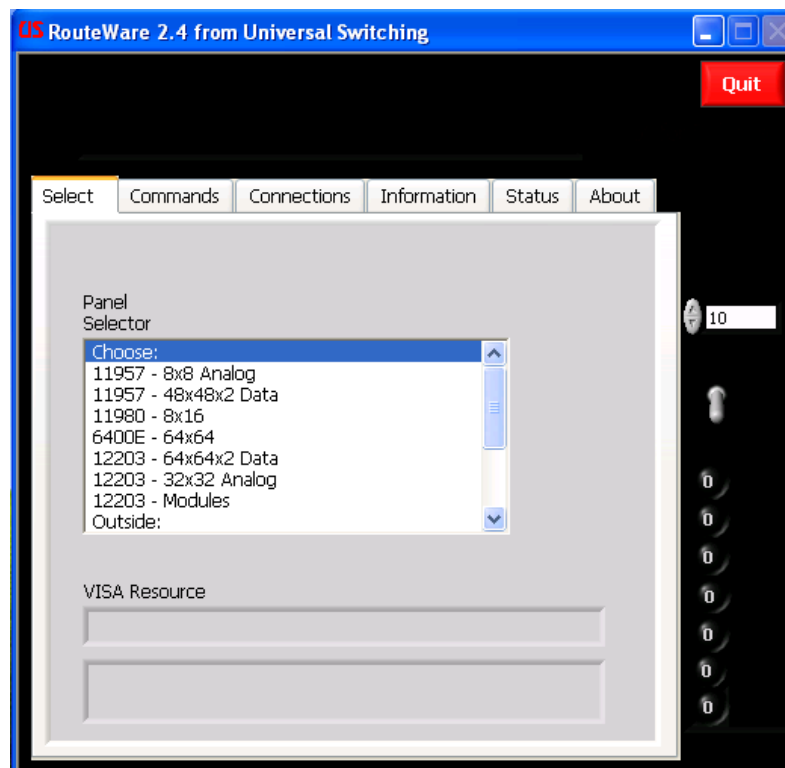 RouteWare 2.4 from Universal Switching
Quit
Select Commands Connections Information Status About
Panel
Selector
Choose:
11957 - 8x8 Analog
11957 - 48x48x2 Data
11980 - 8x16
6400E - 64x64
12203 - 64x64x2 Data
12203 - 32x32 Analog
12203 - Modules
Outside:
VISA Resource
10
0
0
0
0
0
0
0